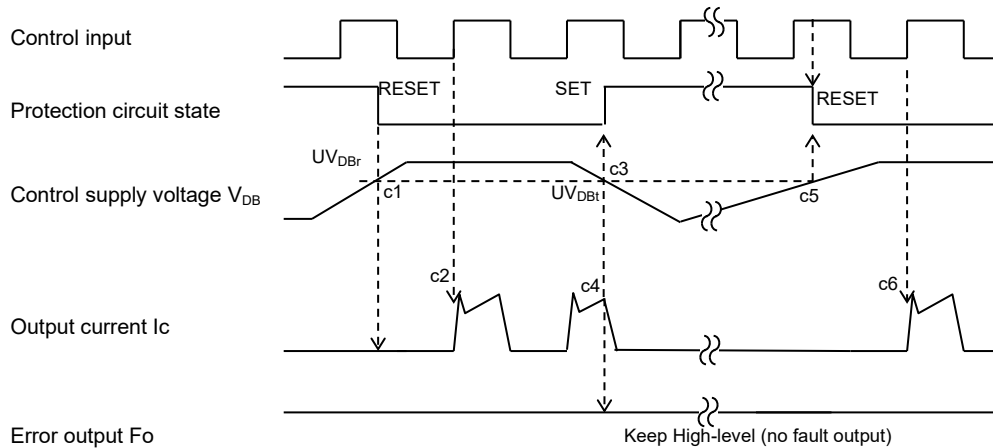 Control input
RESET
SET
Protection circuit state
RESET
UVDBr
c3
Control supply voltage VDB
c1
UVDBt
c5
c2
c4
c6
Output current Ic
Error output Fo
Keep High-level (no fault output)